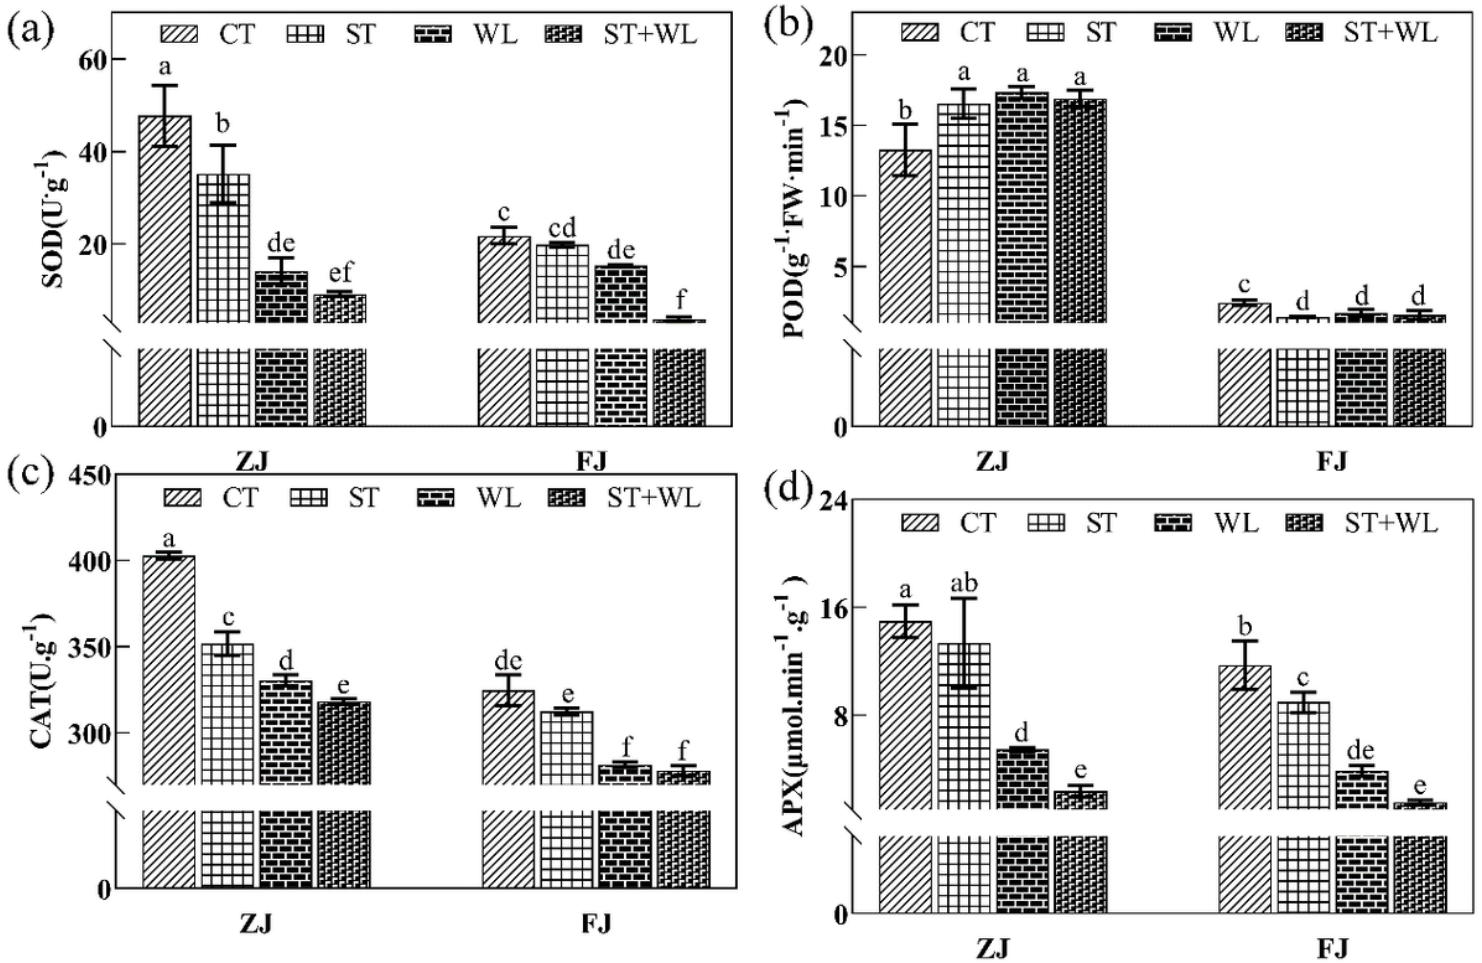 (a)
CT ST WL ST+WL
SOD(U·g-1)
60
40
20
0
a
b
de
ef
c
cd
de
f
ZJ FJ
(b)
CT ST WL ST+WL
POD(g-1·FW·min-1)
20
15
10
5
0
b
a
a
a
c
d
d
d
ZJ FJ
(c)
CT ST WL ST+WL
CAT(U.g-1)
450
400
350
300
0
a
c
d
e
de
e
f
f
ZJ FJ
(d)
CT ST WL ST+WL
APX(μmol.min-1.g-1)
24
16
8
0
a
ab
d
e
b
c
de
e
ZJ FJ